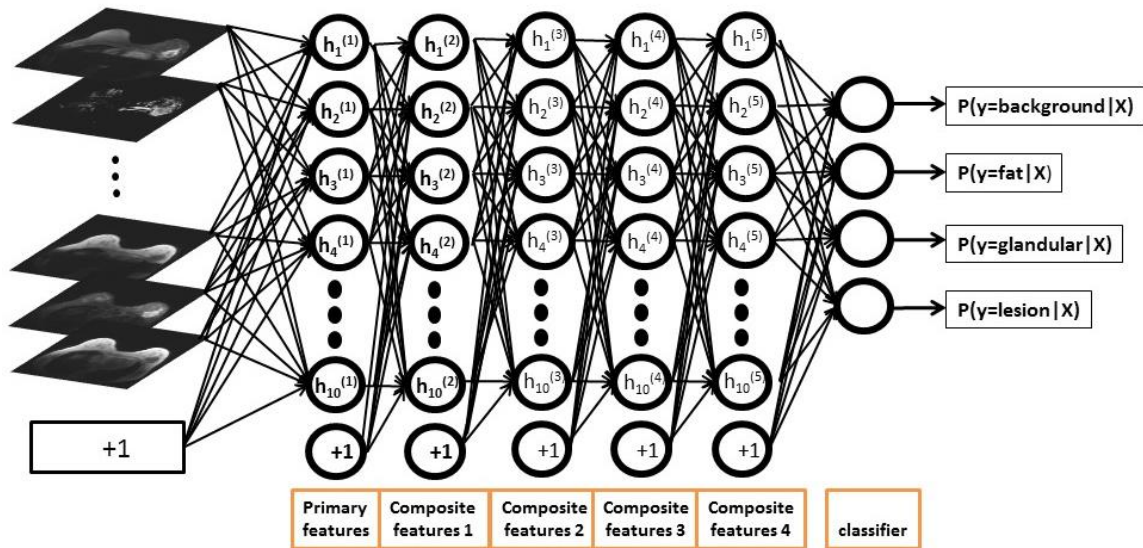 h₁⁽¹⁾ h₁⁽²⁾ h₁⁽³⁾ h₁⁽⁴⁾ h₁⁽⁵⁾
h₂⁽¹⁾ h₂⁽²⁾ h₂⁽³⁾ h₂⁽⁴⁾ h₂⁽⁵⁾
P(y=background|X)
h₃⁽¹⁾ h₃⁽²⁾ h₃⁽³⁾ h₃⁽⁴⁾ h₃⁽⁵⁾
P(y=fat|X)
h₄⁽¹⁾ h₄⁽²⁾ h₄⁽³⁾ h₄⁽⁴⁾ h₄⁽⁵⁾
P(y=glandular|X)
P(y=lesion|X)
h₁₀⁽¹⁾ h₁₀⁽²⁾ h₁₀⁽³⁾ h₁₀⁽⁴⁾ h₁₀⁽⁵⁾
+1 +1 +1 +1 +1 +1
Primary
features
Composite
features 1
Composite
features 2
Composite
features 3
Composite
features 4
classifier